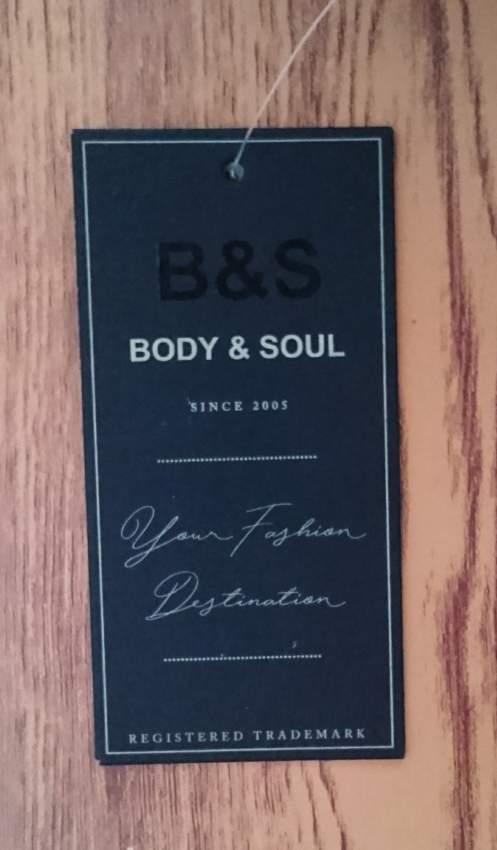 B&S
BODY & SOUL
SINCE 2005
Your Fashion
Destination
REGISTERED TRADEMARK